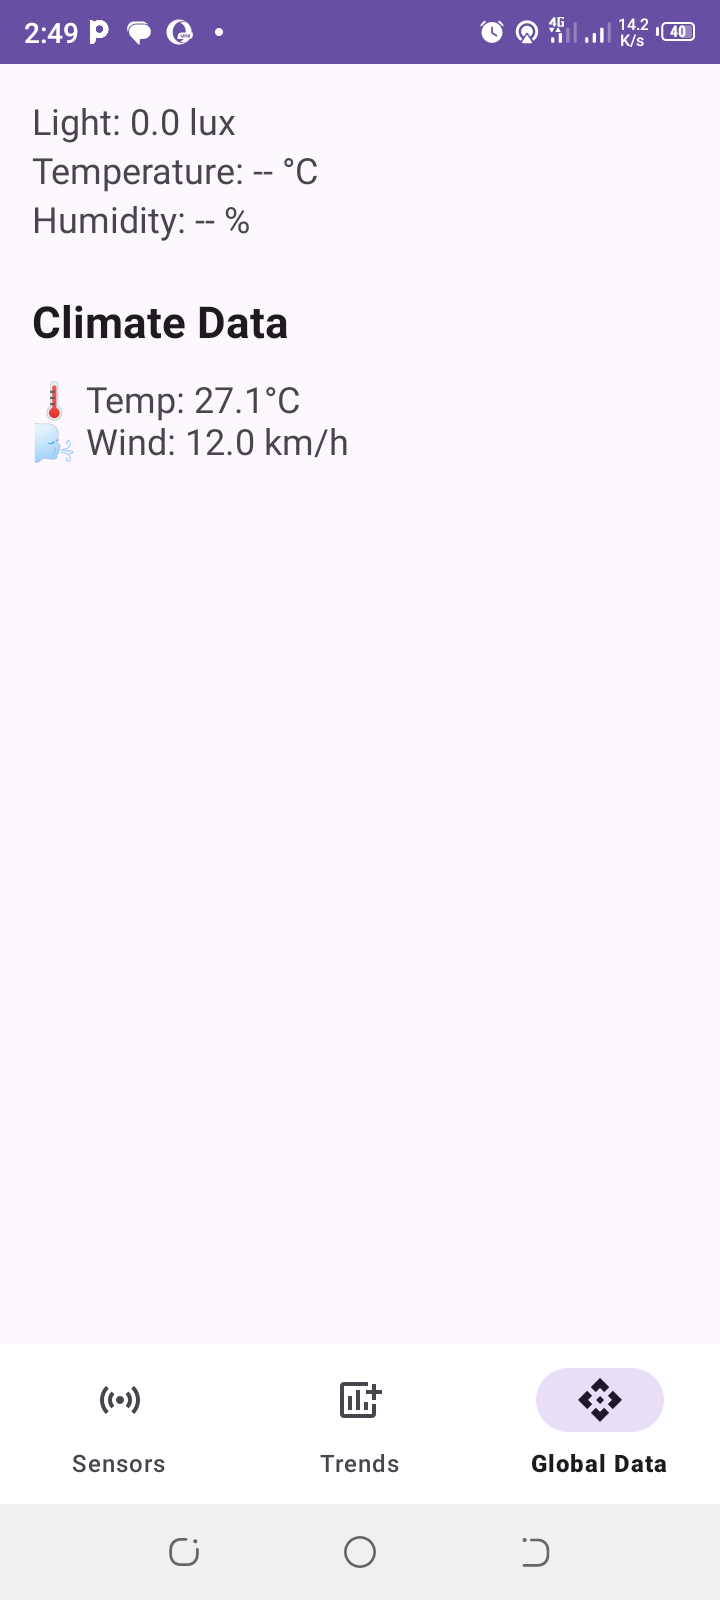 2:49
4G
14.2 K/s
40
Light: 0.0 lux
Temperature: -- °C
Humidity: -- %
Climate Data
🌡️ Temp: 27.1°C
🌬️ Wind: 12.0 km/h
Sensors
Trends
Global Data